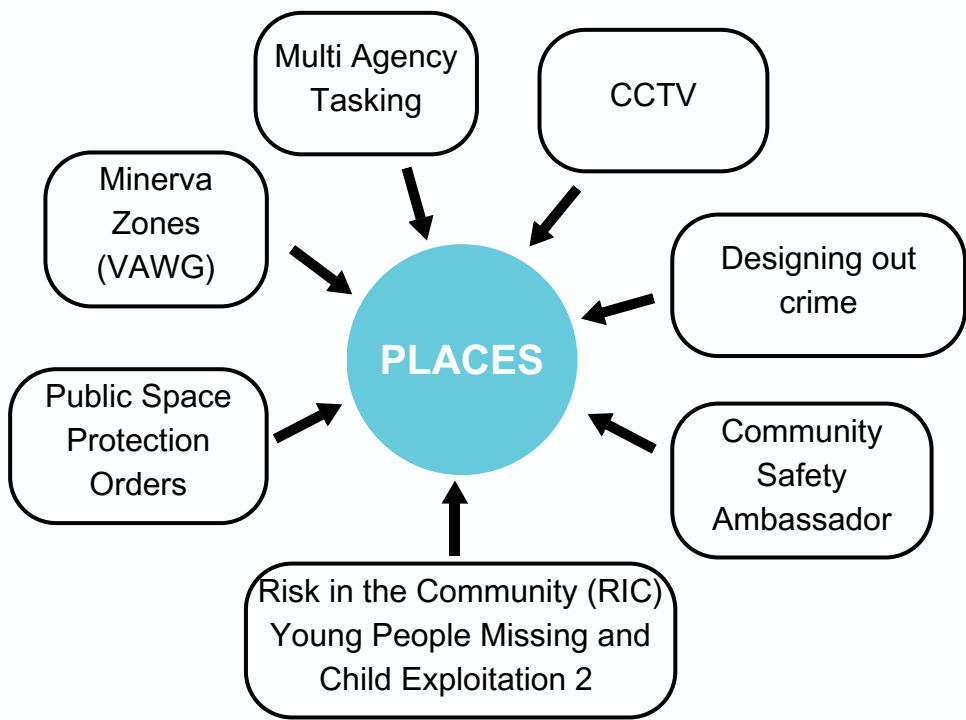 Multi Agency
Tasking
CCTV
Minerva
Zones
(VAWG)
Designing out
crime
PLACES
Public Space
Protection
Orders
Community
Safety
Ambassador
Risk in the Community (RIC)
Young People Missing and
Child Exploitation 2